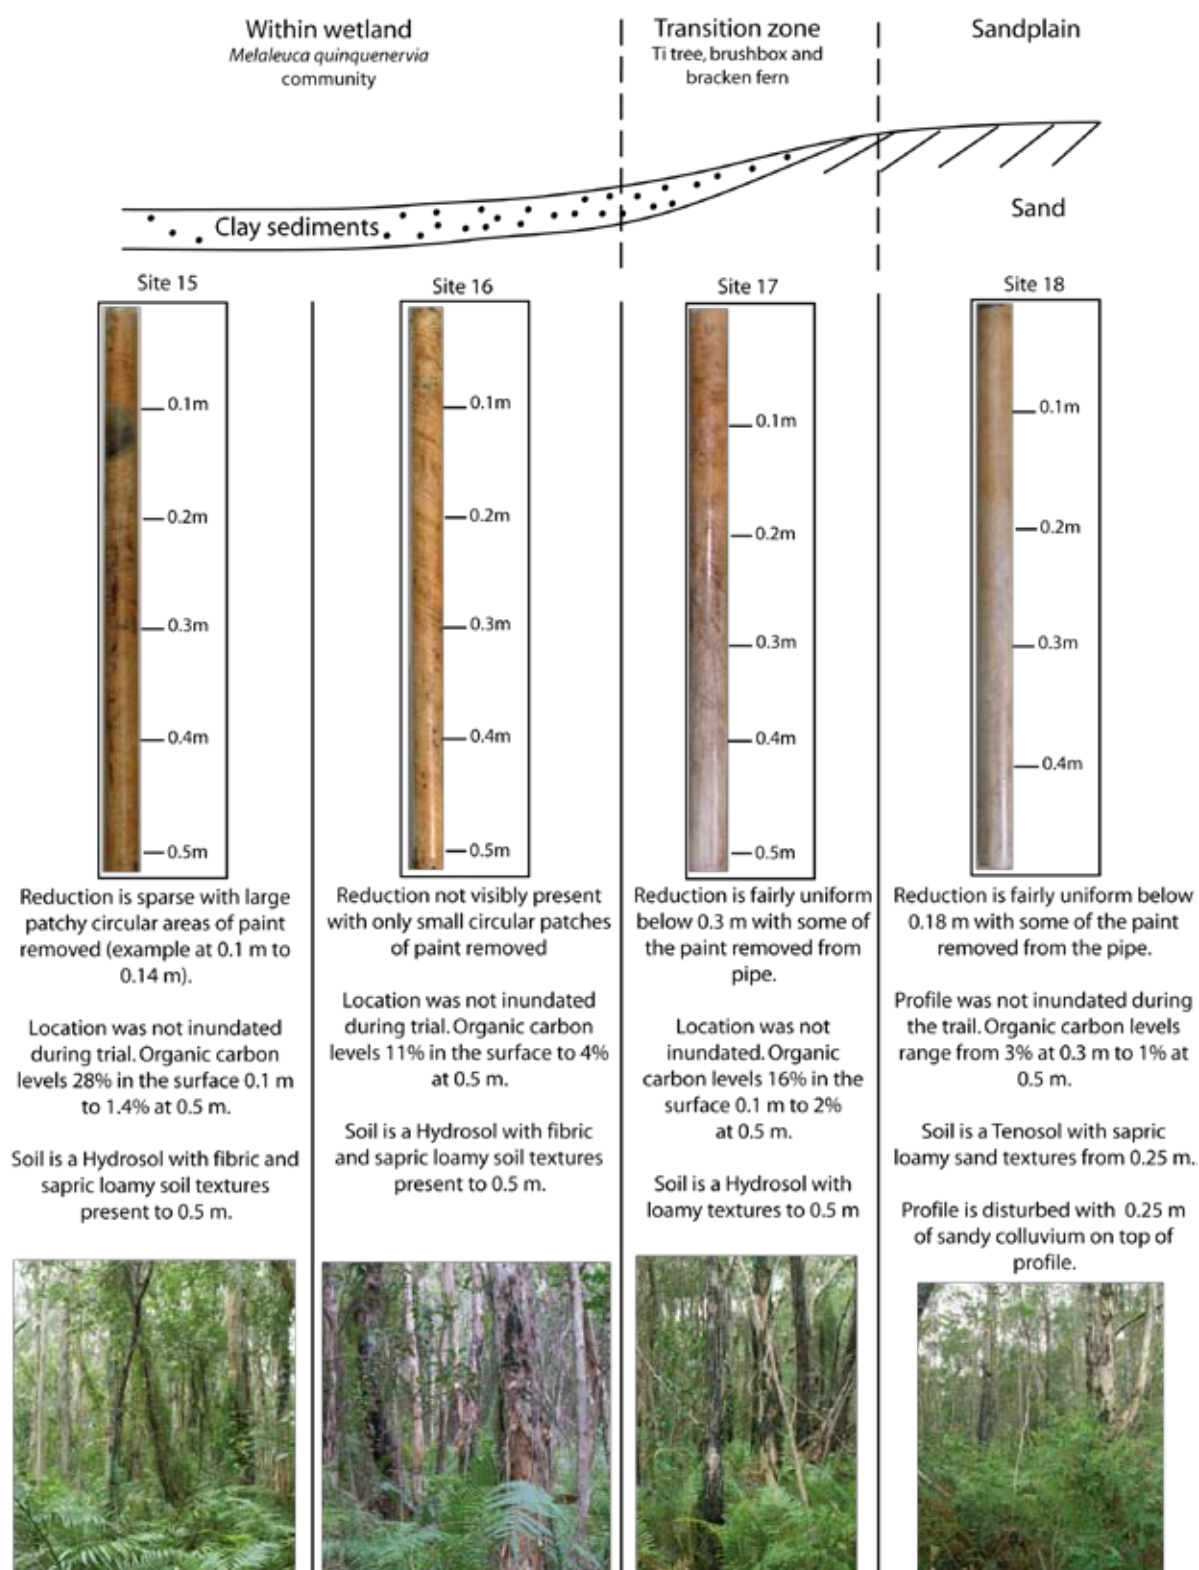 Within wetland
Melaleuca quinquenervia
community
Transition zone
Ti tree, brushbox and
bracken fern
Sandplain
Clay sediments
Sand
Site 15
0.1m
0.2m
0.3m
0.4m
0.5m
Reduction is sparse with large
patchy circular areas of paint
removed (example at 0.1 m to
0.14 m).
Location was not inundated
during trial. Organic carbon
levels 28% in the surface 0.1 m
to 1.4% at 0.5 m.
Soil is a Hydrosol with fibric and
sapric loamy soil textures
present to 0.5 m.
Site 16
0.1m
0.2m
0.3m
0.4m
0.5m
Reduction not visibly present
with only small circular patches
of paint removed
Location was not inundated
during trial. Organic carbon
levels 11% in the surface to 4%
at 0.5 m.
Soil is a Hydrosol with fibric
and sapric loamy soil textures
present to 0.5 m.
Site 17
0.1m
0.2m
0.3m
0.4m
0.5m
Reduction is fairly uniform
below 0.3 m with some of
the paint removed from
pipe.
Location was not
inundated. Organic
carbon levels 16% in the
surface 0.1 m to 2%
at 0.5 m.
Soil is a Hydrosol with
loamy textures to 0.5 m
Site 18
0.1m
0.2m
0.3m
0.4m
Reduction is fairly uniform below
0.18 m with some of the paint
removed from the pipe.
Profile was not inundated during
the trail. Organic carbon levels
range from 3% at 0.3 m to 1% at
0.5 m.
Soil is a Tenosol with sapric
loamy sand textures from 0.25 m.
Profile is disturbed with 0.25 m
of sandy colluvium on top of
profile.